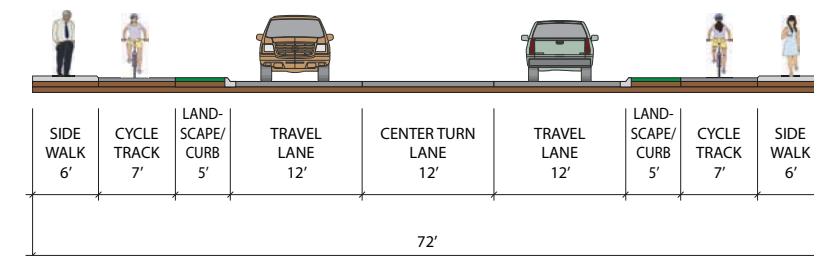 SIDE
WALK
6’
CYCLE
TRACK
7’
LAND-
SCAPE/
CURB
5’
TRAVEL
LANE
12’
CENTER TURN
LANE
12’
TRAVEL
LANE
12’
LAND-
SCAPE/
CURB
5’
CYCLE
TRACK
7’
SIDE
WALK
6’
72’